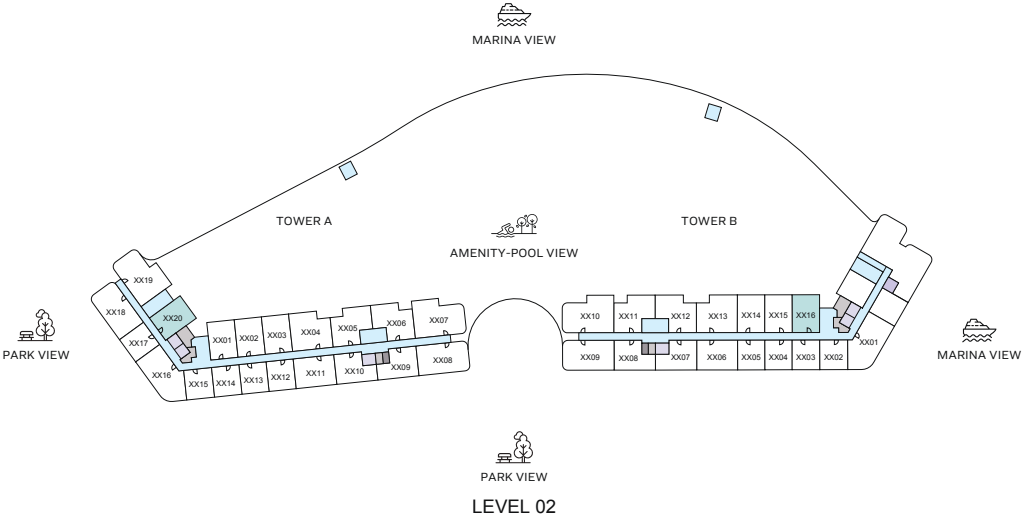 MARINA VIEW
TOWER A
TOWER B
AMENITY-POOL VIEW
XX19
XX18
XX20
XX17
XX16
XX15
XX14
XX13
XX12
XX11
XX10
XX09
XX08
XX01
XX02
XX03
XX04
XX05
XX06
XX07
XX10
XX11
XX12
XX13
XX14
XX15
XX16
XX09
XX08
XX07
XX06
XX05
XX04
XX03
XX02
XX01
PARK VIEW
MARINA VIEW
PARK VIEW
LEVEL 02